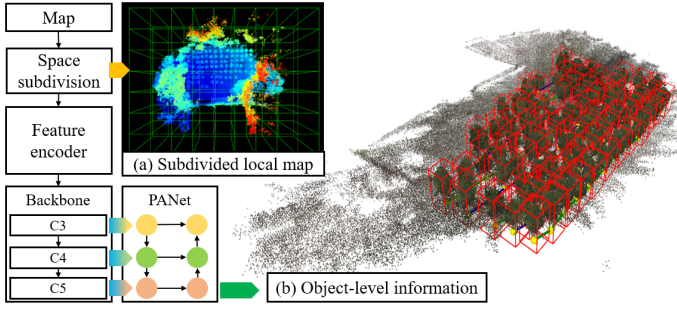 Map
Space
subdivision
Feature
encoder
Backbone
C3
C4
C5
PANet
(a) Subdivided local map
(b) Object-level information